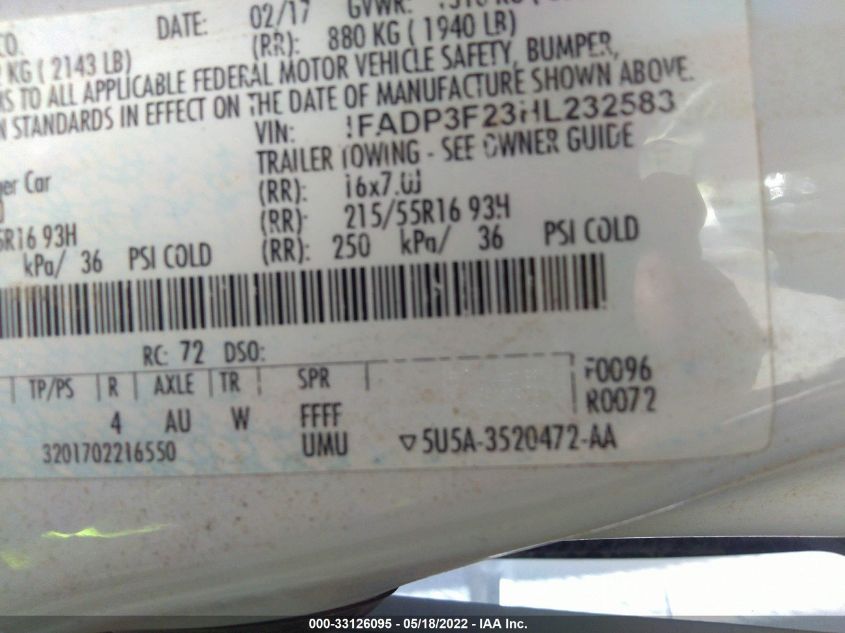 CO. DATE: 02/17 GVWR:
KG ( 2143 LB) (RR): 880 KG ( 1940 LB)
TO ALL APPLICABLE FEDERAL MOTOR VEHICLE SAFETY, BUMPER,
STANDARDS IN EFFECT ON THE DATE OF MANUFACTURE SHOWN ABOVE.
VIN: 1FADP3F23HL232583
TRAILER TOWING - SEE OWNER GUIDE
Car (RR): 16x7.0J
(RR): 215/55R16 93H
R16 93H (RR): 250 kPa/ 36 PSI COLD
kPa/ 36 PSI COLD
RC: 72 DSO:
TP/PS R AXLE TR SPR F0096
4 AU W FFFF R0072
3201702216550 UMU ▽5U5A-3520472-AA
000-33126095 - 05/18/2022 - IAA Inc.